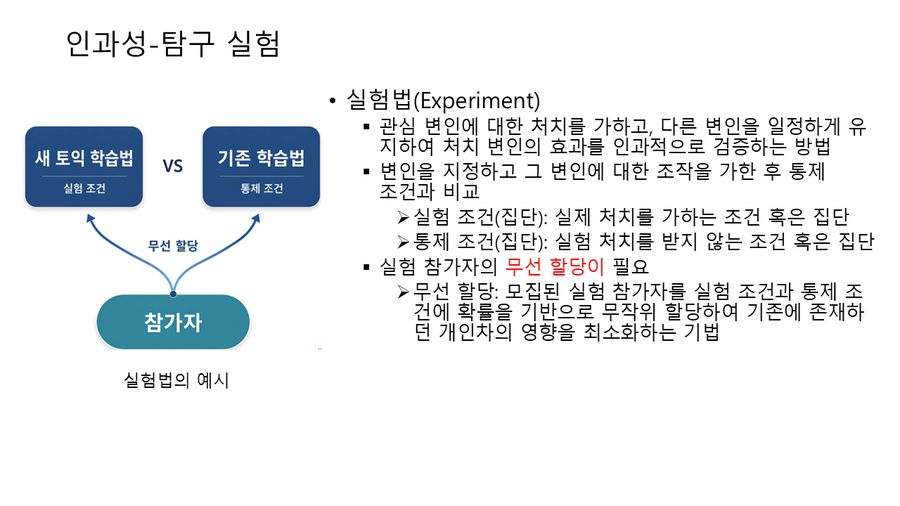 인과성-탐구 실험
새 토익 학습법
실험 조건
VS
기존 학습법
통제 조건
무선 할당
참가자
실험법의 예시
• 실험법(Experiment)
▪ 관심 변인에 대한 처치를 가하고, 다른 변인을 일정하게 유
지하여 처치 변인의 효과를 인과적으로 검증하는 방법
▪ 변인을 지정하고 그 변인에 대한 조작을 가한 후 통제
조건과 비교
➢실험 조건(집단): 실제 처치를 가하는 조건 혹은 집단
➢통제 조건(집단): 실험 처치를 받지 않는 조건 혹은 집단
▪ 실험 참가자의 무선 할당이 필요
➢무선 할당: 모집된 실험 참가자를 실험 조건과 통제 조
건에 확률을 기반으로 무작위 할당하여 기존에 존재하
던 개인차의 영향을 최소화하는 기법